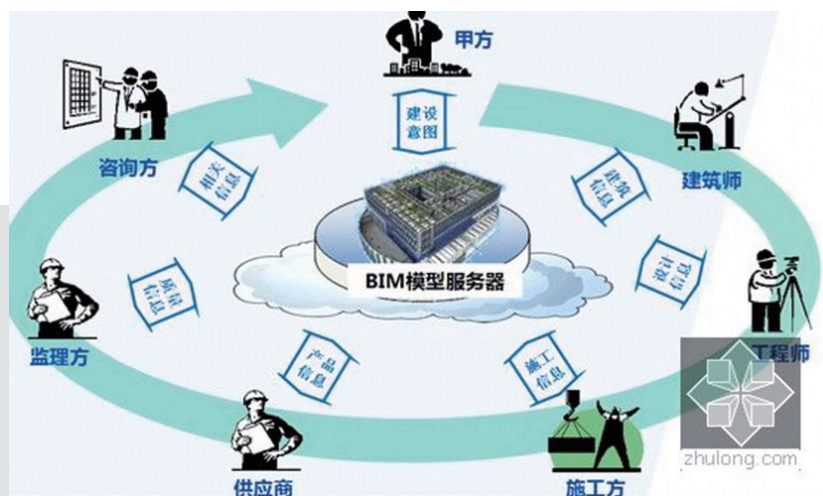 甲方
建设
意图
咨询方
相关
信息
建筑
信息
建筑师
BIM模型服务器
设计
信息
质量
信息
监理方
产品
信息
施工
信息
工程师
供应商
施工方
zhulong.com